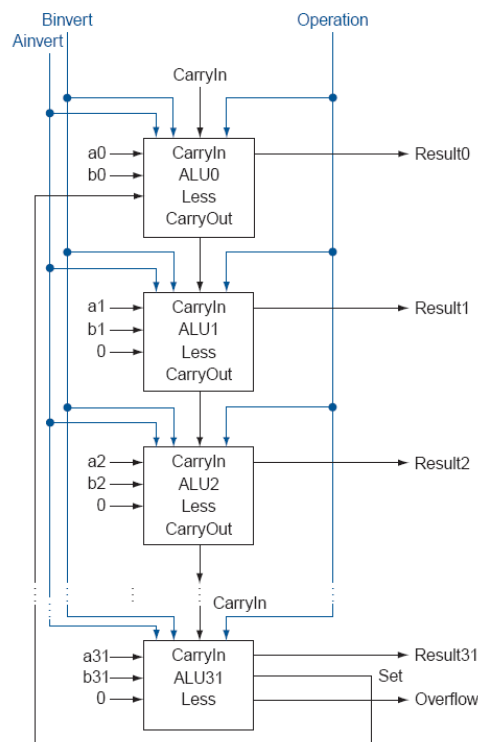 Binvert
Operation
Ainvert
CarryIn
a0
CarryIn
Result0
b0
ALU0
Less
CarryOut
a1
CarryIn
Result1
b1
ALU1
0
Less
CarryOut
a2
CarryIn
Result2
b2
ALU2
0
Less
CarryOut
CarryIn
a31
CarryIn
Result31
b31
ALU31
Set
0
Less
Overflow